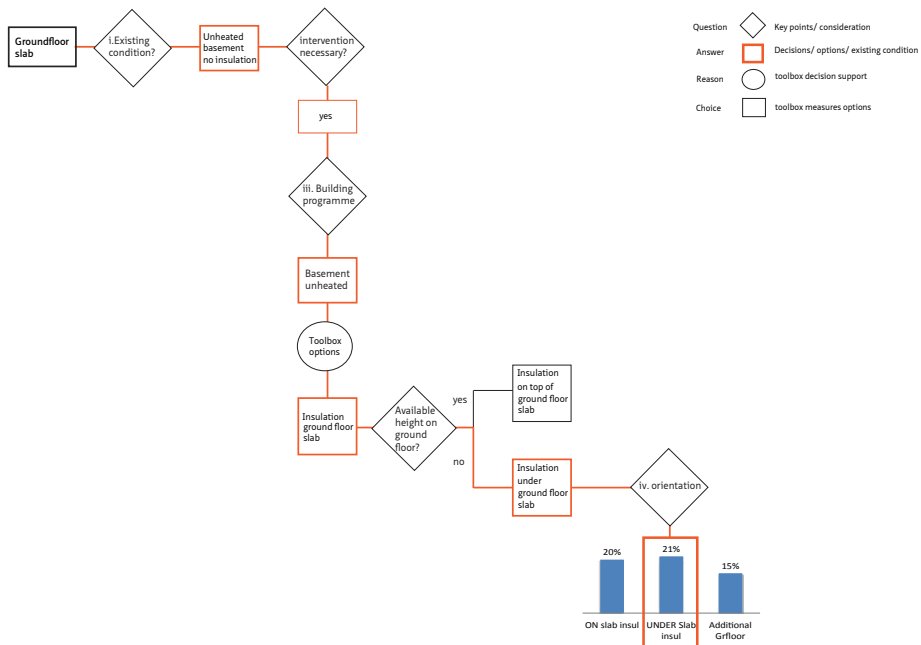 Groundfloor
slab
i.Existing
condition?
Unheated
basement
no insulation
intervention
necessary?
Question
Key points/ consideration
Answer
Decisions/ options/ existing condition
Reason
toolbox decision support
Choice
toolbox measures options
yes
iii. Building
programme
Basement
unheated
Toolbox
options
Insulation
ground floor
slab
Available
height on
ground
floor?
yes
no
Insulation
on top of
ground floor
slab
Insulation
under
ground floor
slab
iv. orientation
20%
21%
15%
ON slab insul
UNDER Slab
insul
Additional
Grfloor